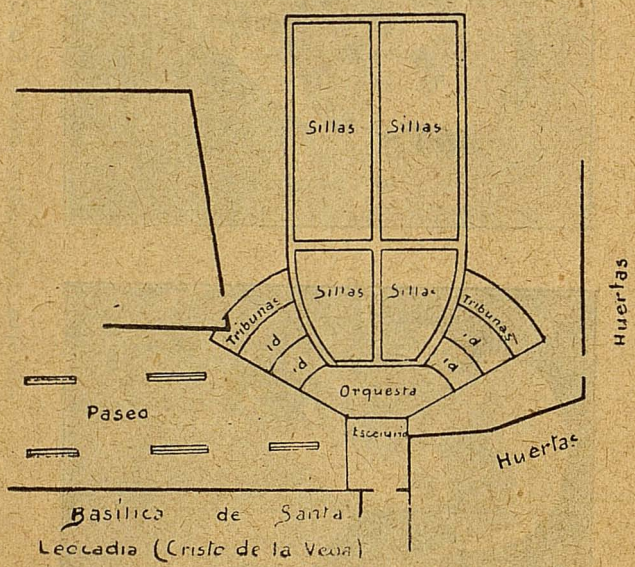 Sillas Sillas
Sillas Sillas
Tribunas
id
id
Tribunas
id
id
Orquesta
Huertas
Paseo
Huertas
Basílica de Santa
Leocadia (Cristo de la Vega)